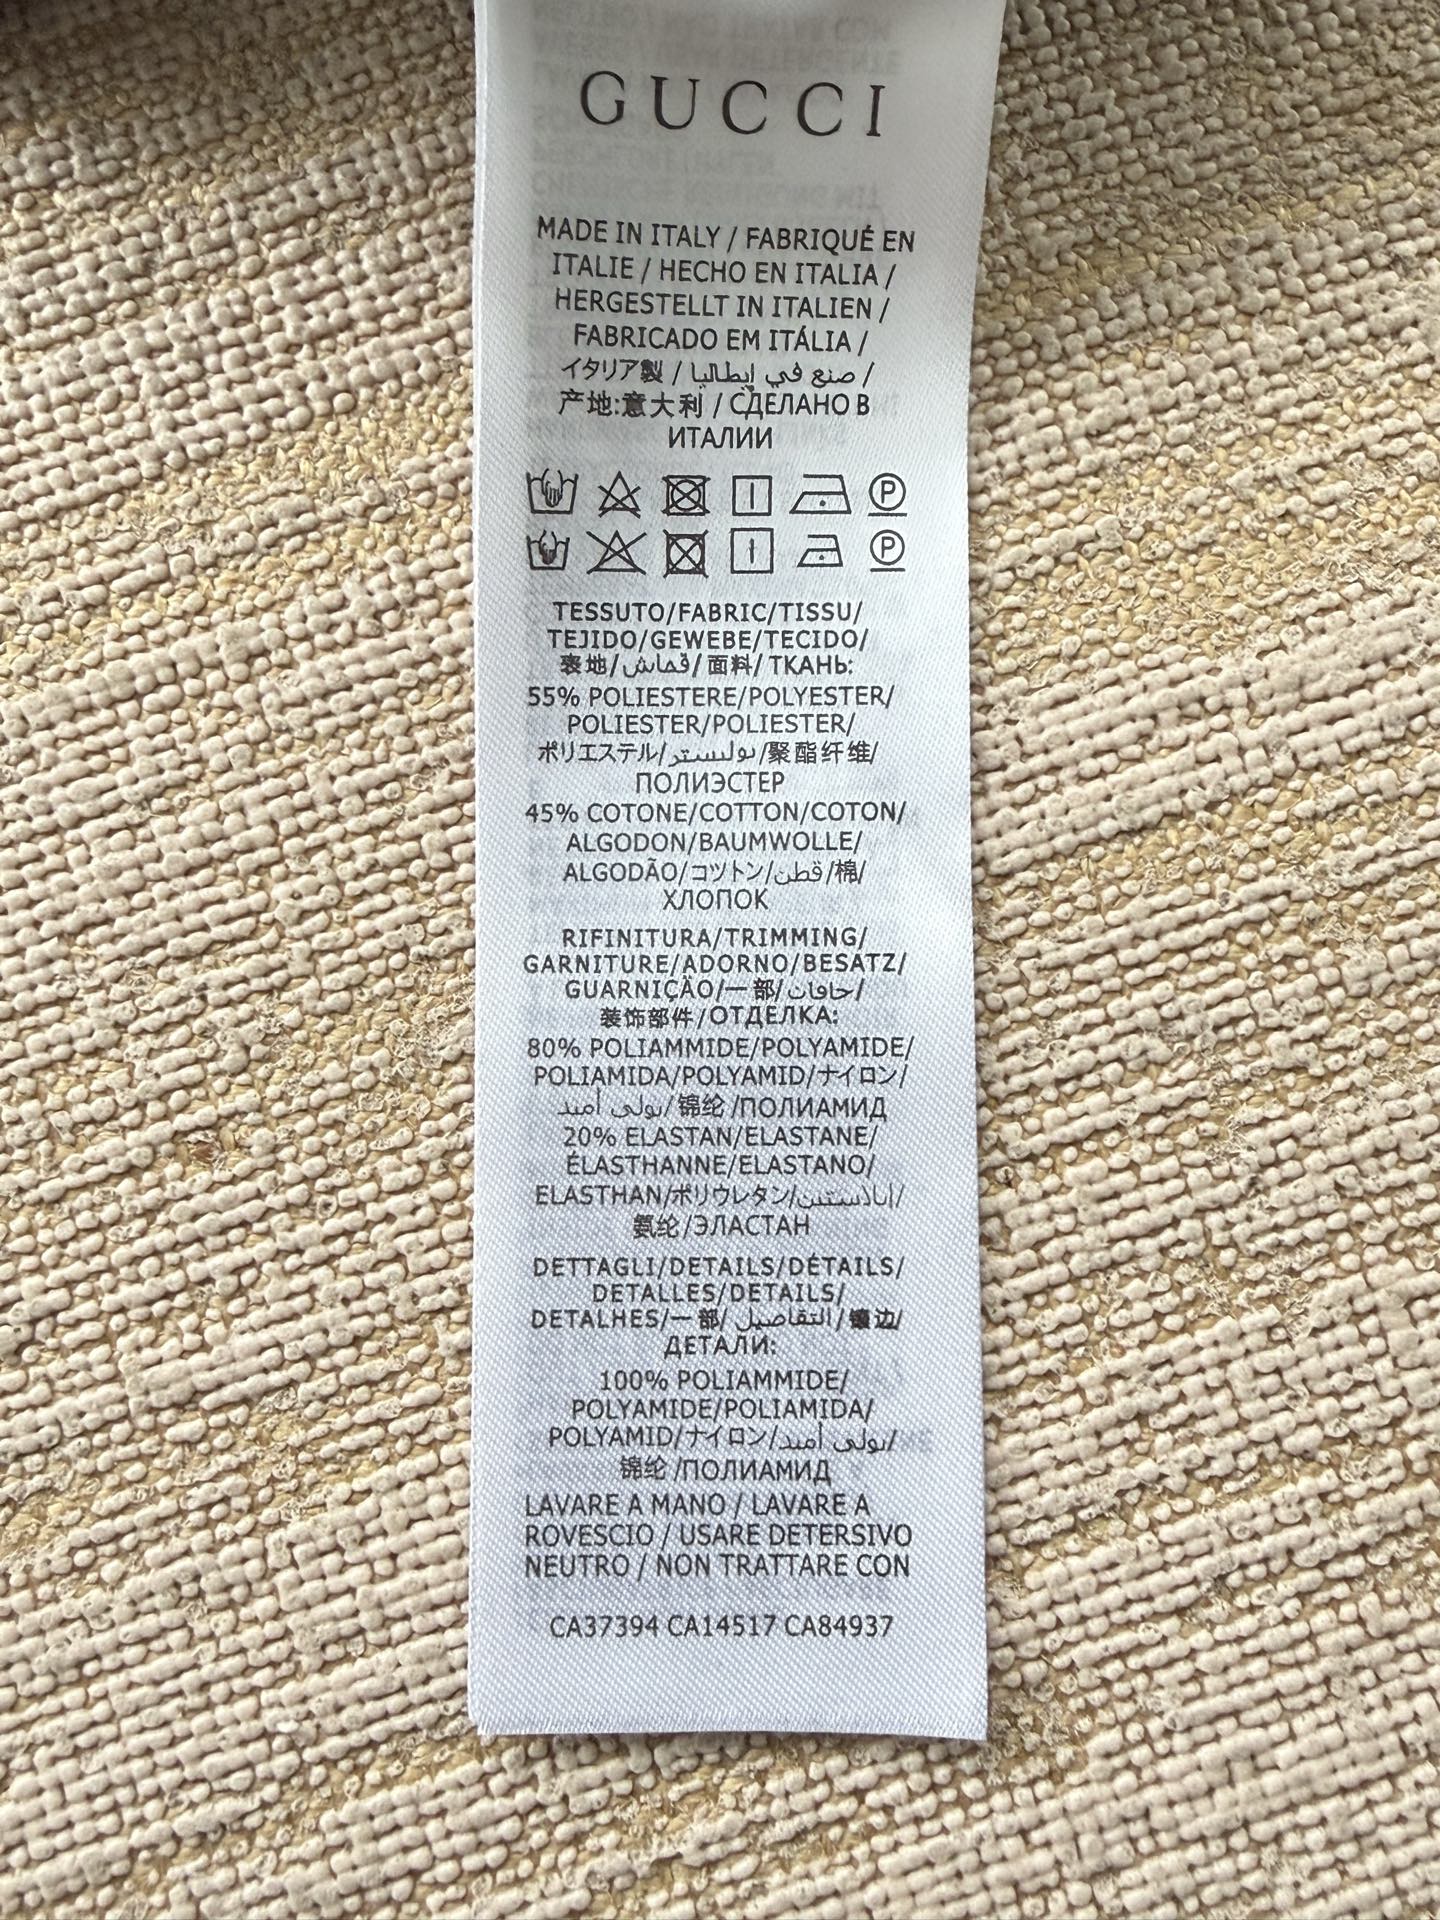 GUCCI
MADE IN ITALY / FABRIQUÉ EN
ITALIE / HECHO EN ITALIA /
HERGESTELLT IN ITALIEN /
FABRICADO EM ITÁLIA /
イタリア製 / صنع في إيطاليا /
产地:意大利 / СДЕЛАНО В
ИТАЛИИ
P
P
TESSUTO/FABRIC/TISSU/
TEJIDO/GEWEBE/TECIDO/
表地/قماش/面料/ТКАНЬ:
55% POLIESTERE/POLYESTER/
POLIESTER/POLIESTER/
ポリエステル/بوليستر/聚酯纤维/
ПОЛИЭСТЕР
45% COTONE/COTTON/COTON/
ALGODON/BAUMWOLLE/
ALGODÃO/コツトン/قطن/棉/
ХЛОПОК
RIFINITURA/TRIMMING/
GARNITURE/ADORNO/BESATZ/
GUARNIÇÃO/一部/حافات/
装饰部件/ОТДЕЛКА:
80% POLIAMMIDE/POLYAMIDE/
POLIAMIDA/POLYAMID/ナイロン/
بولي أميد/锦纶/ПОЛИАМИД
20% ELASTAN/ELASTANE/
ÉLASTHANNE/ELASTANO/
ELASTHAN/ポリウレタン/إيلاستين/
氨纶/ЭЛАСТАН
DETTAGLI/DETAILS/DÉTAILS/
DETALLES/DETAILS/
DETALHES/一部/التفاصيل/镶边/
ДЕТАЛИ:
100% POLIAMMIDE/
POLYAMIDE/POLIAMIDA/
POLYAMID/ナイロン/بولي أميد/
锦纶/ПОЛИАМИД
LAVARE A MANO / LAVARE A
ROVESCIO / USARE DETERSIVO
NEUTRO / NON TRATTARE CON
CA37394 CA14517 CA84937